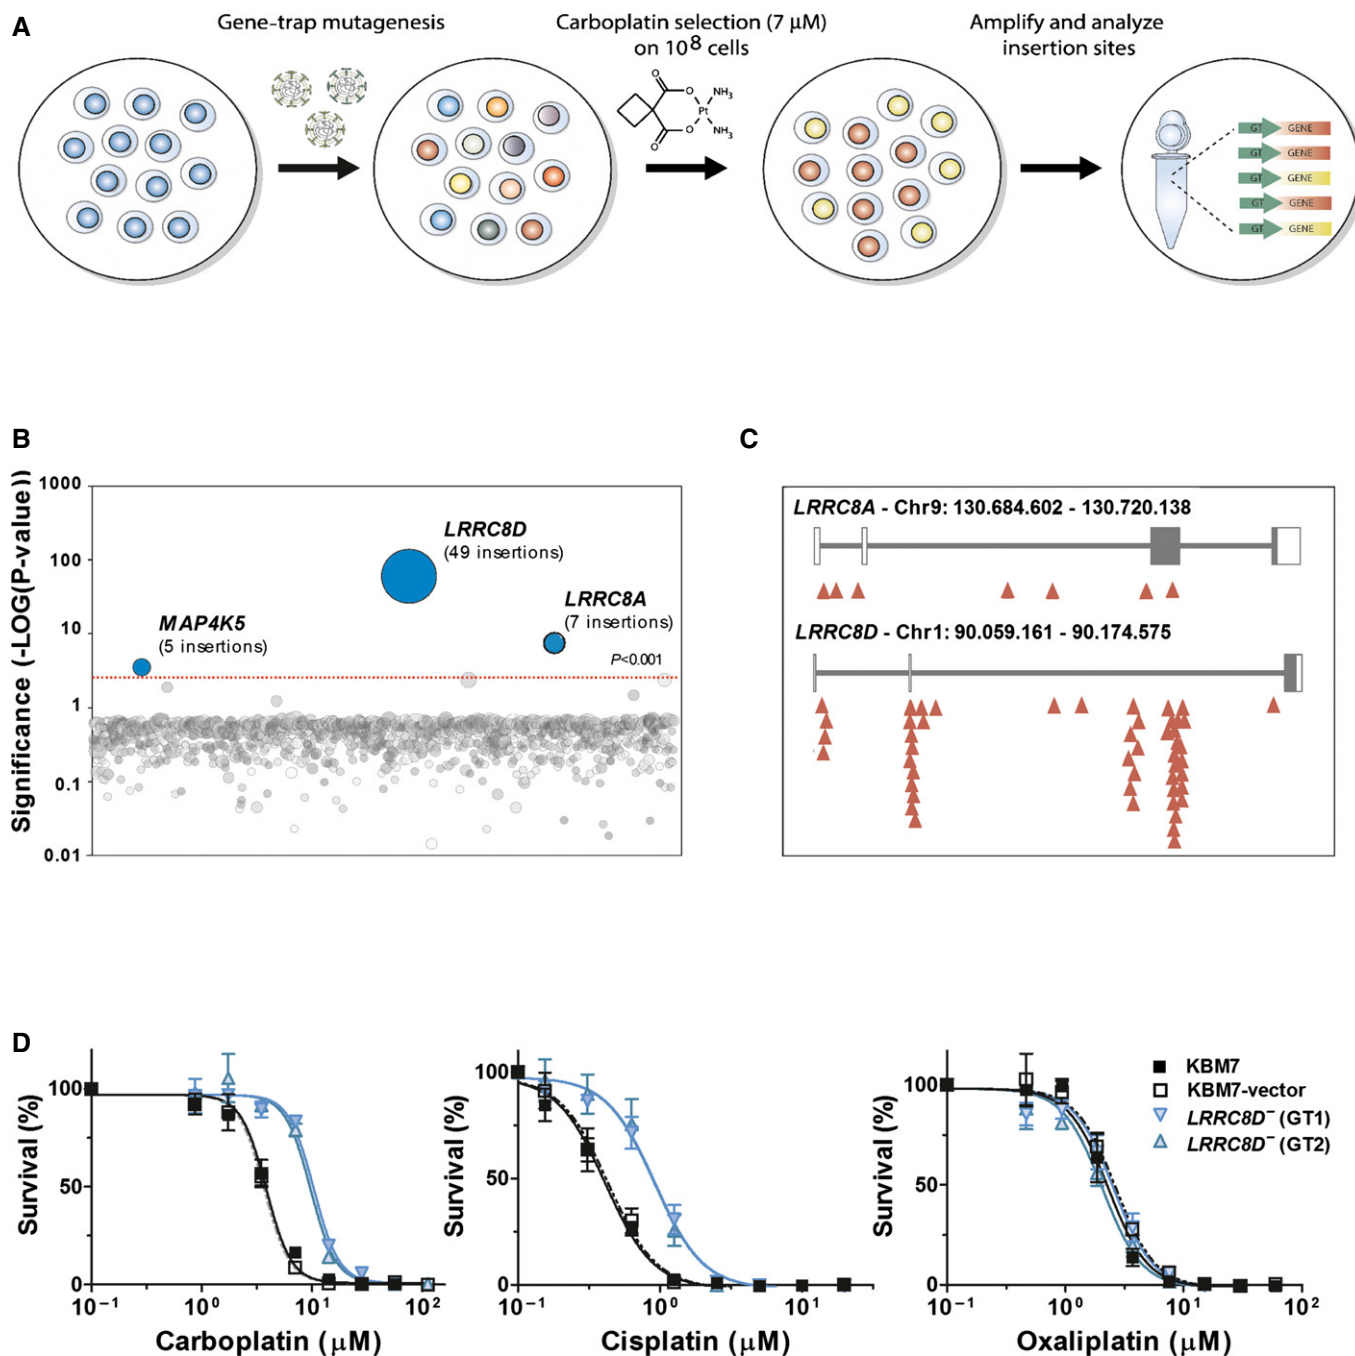 A
Gene-trap mutagenesis
Carboplatin selection (7 μM)
on 10⁸ cells
Amplify and analyze
insertion sites
O
O
O
O
Pt
NH₃
NH₃
GT GENE
GT GENE
GT GENE
GT GENE
GT GENE
B
Significance (-LOG(P-value))
1000
100
10
1
0.1
0.01
LRRC8D
(49 insertions)
LRRC8A
(7 insertions)
MAP4K5
(5 insertions)
P<0.001
C
LRRC8A - Chr9: 130.684.602 - 130.720.138
LRRC8D - Chr1: 90.059.161 - 90.174.575
D
Survival (%)
100
50
0
10⁻¹ 10⁰ 10¹ 10²
Carboplatin (μM)
Survival (%)
100
50
0
10⁻¹ 10⁰ 10¹
Cisplatin (μM)
Survival (%)
100
50
0
10⁻¹ 10⁰ 10¹ 10²
Oxaliplatin (μM)
KBM7
KBM7-vector
LRRC8D⁻ (GT1)
LRRC8D⁻ (GT2)